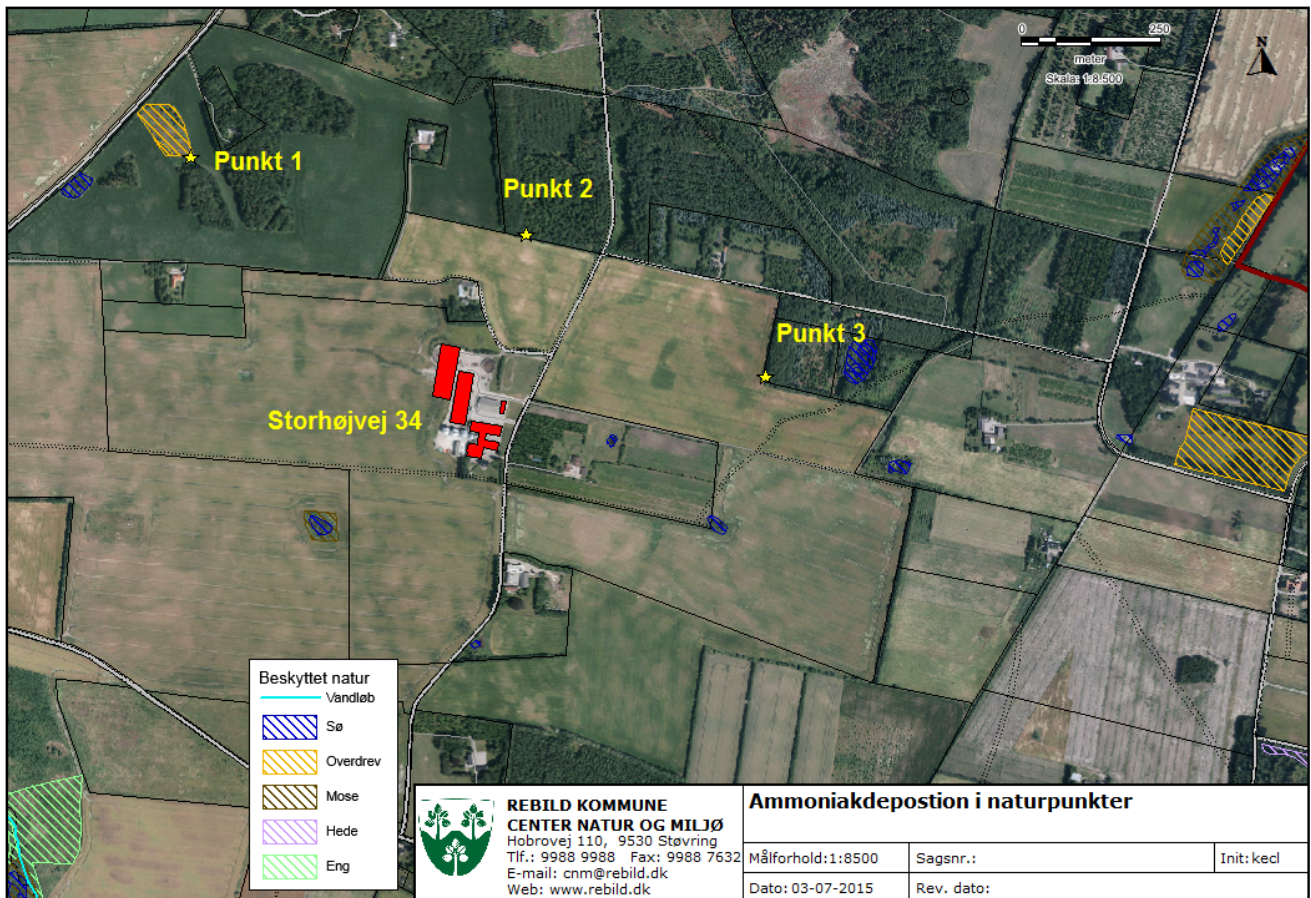 0 250
meter
Skala: 1:8.500
N
Punkt 1
Punkt 2
Punkt 3
Storhøjvej 34
Beskyttet natur
Vandløb
Sø
Overdrev
Mose
Hede
Eng
REBILD KOMMUNE
CENTER NATUR OG MILJØ
Hobrovej 110, 9530 Støvring
Tlf.: 9988 9988 Fax: 9988 7632
E-mail: cnm@rebild.dk
Web: www.rebild.dk
Ammoniakdepostion i naturpunkter
Målforhold:1:8500 Sagsnr.: Init: kecl
Dato: 03-07-2015 Rev. dato: